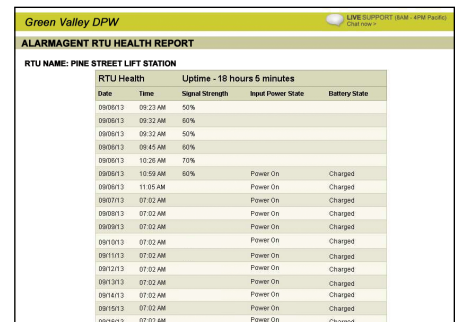 Green Valley DPW
LIVE SUPPORT (8AM - 4PM Pacific)
Chat now >
ALARMAGENT RTU HEALTH REPORT
RTU NAME: PINE STREET LIFT STATION
RTU Health Uptime - 18 hours 5 minutes
Date Time Signal Strength Input Power State Battery State
09/06/13 09:23 AM 50%
09/06/13 09:32 AM 60%
09/06/13 09:32 AM 50%
09/06/13 09:45 AM 60%
09/06/13 10:26 AM 70%
09/06/13 10:59 AM 60% Power On Charged
09/06/13 11:05 AM Power On Charged
09/07/13 07:02 AM Power On Charged
09/08/13 07:02 AM Power On Charged
09/09/13 07:02 AM Power On Charged
09/10/13 07:02 AM Power On Charged
09/11/13 07:02 AM Power On Charged
09/12/13 07:02 AM Power On Charged
09/13/13 07:02 AM Power On Charged
09/14/13 07:02 AM Power On Charged
09/15/13 07:02 AM Power On Charged
09/16/13 07:02 AM Power On Charged